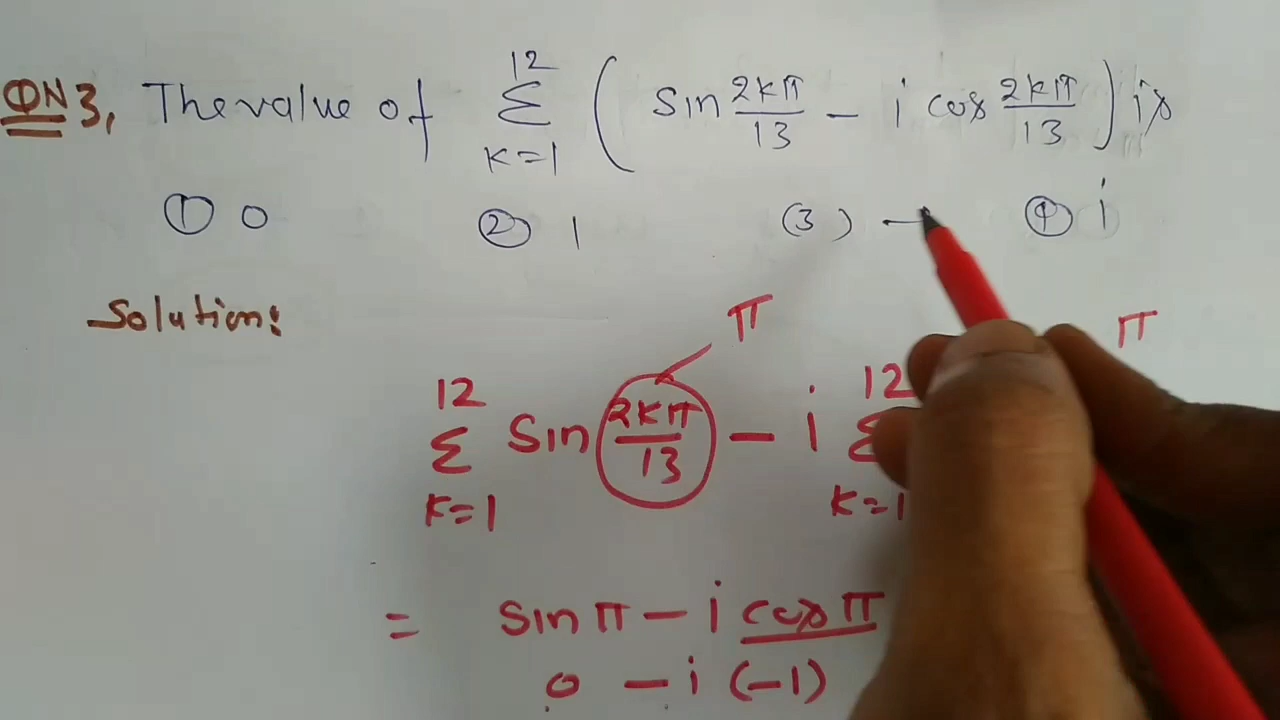 QN 3, The value of 12 Σ K=1 ( sin 2kπ/13 − i cos 2kπ/13 ) is
① 0 ② 1 (3) − ④ i
Solution:
π π
12 Σ K=1 sin 2kπ/13 − i 12 Σ K=1
= sin π − i cos π
0 − i (−1)